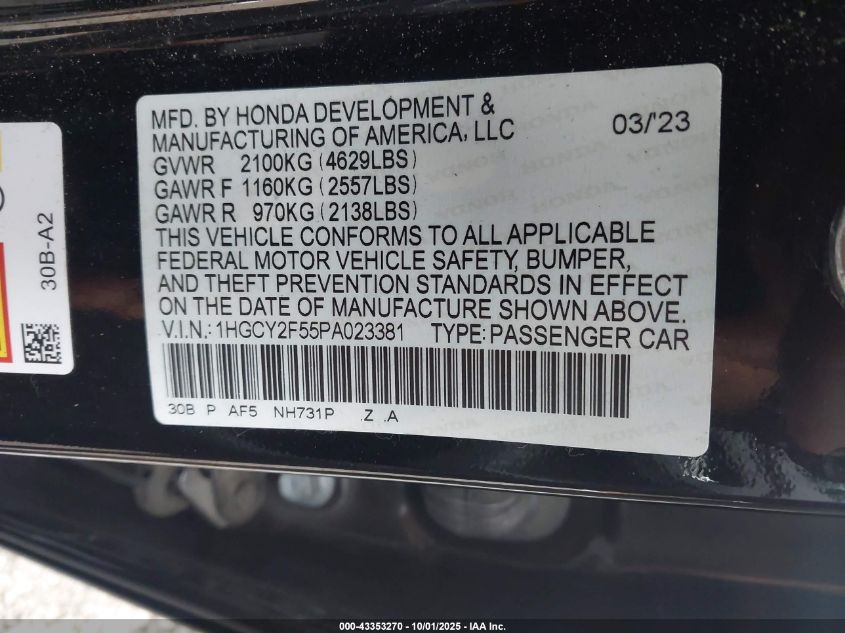 MFD. BY HONDA DEVELOPMENT &
MANUFACTURING OF AMERICA, LLC 03/'23
GVWR 2100KG (4629LBS)
GAWR F 1160KG (2557LBS)
GAWR R 970KG (2138LBS)
THIS VEHICLE CONFORMS TO ALL APPLICABLE
FEDERAL MOTOR VEHICLE SAFETY, BUMPER,
AND THEFT PREVENTION STANDARDS IN EFFECT
ON THE DATE OF MANUFACTURE SHOWN ABOVE.
V.I.N.: 1HGCY2F55PA023381 TYPE: PASSENGER CAR
30B P AF5 NH731P Z A
30B-A2
000-43353270 - 10/01/2025 - IAA Inc.